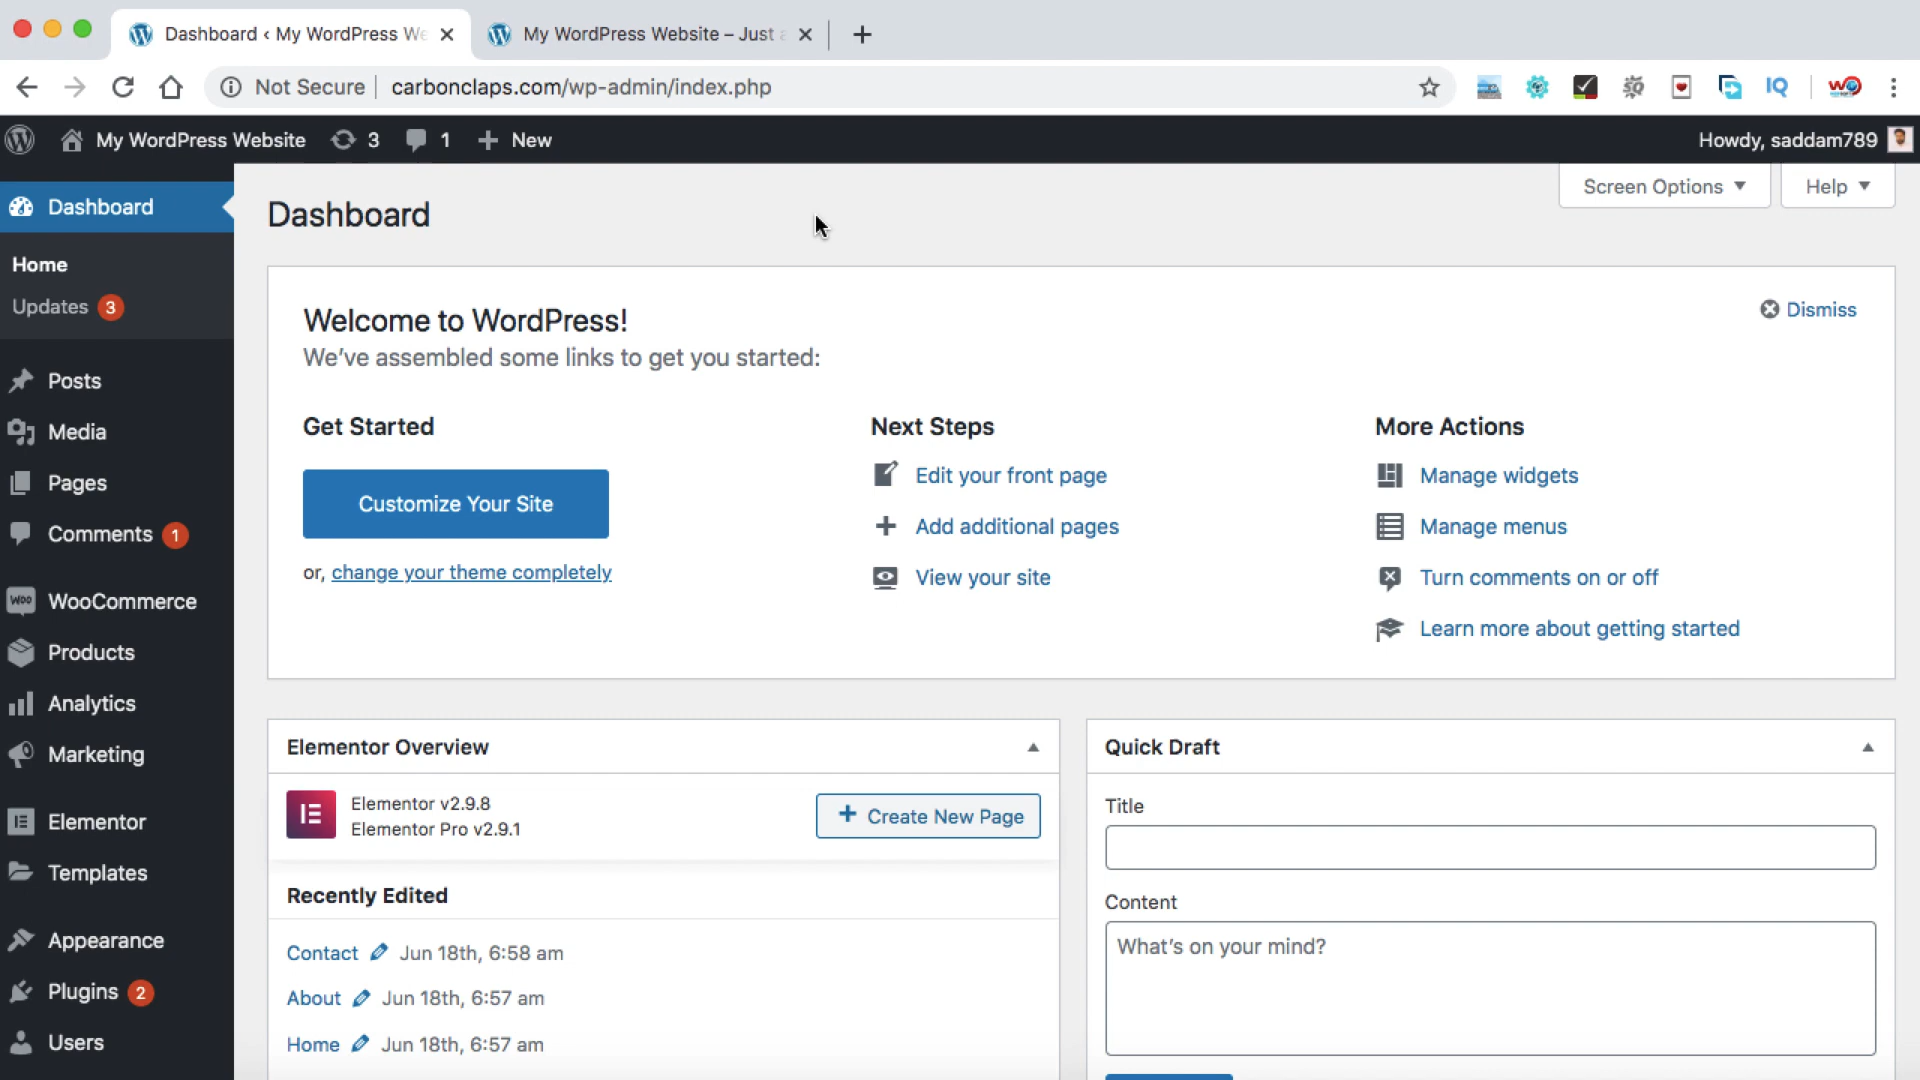 Dashboard ‹ My WordPress We
My WordPress Website – Just a
Not Secure
carbonclaps.com/wp-admin/index.php
IQ
My WordPress Website
3
1
New
Howdy, saddam789
Screen Options
Help
Dashboard
Home
Updates 3
Posts
Media
Pages
Comments 1
WooCommerce
Products
Analytics
Marketing
Elementor
Templates
Appearance
Plugins 2
Users
Dashboard
Welcome to WordPress!
We've assembled some links to get you started:
Dismiss
Get Started
Customize Your Site
or, change your theme completely
Next Steps
Edit your front page
Add additional pages
View your site
More Actions
Manage widgets
Manage menus
Turn comments on or off
Learn more about getting started
Elementor Overview
Elementor v2.9.8
Elementor Pro v2.9.1
Create New Page
Recently Edited
Contact Jun 18th, 6:58 am
About Jun 18th, 6:57 am
Home Jun 18th, 6:57 am
Quick Draft
Title
Content
What's on your mind?